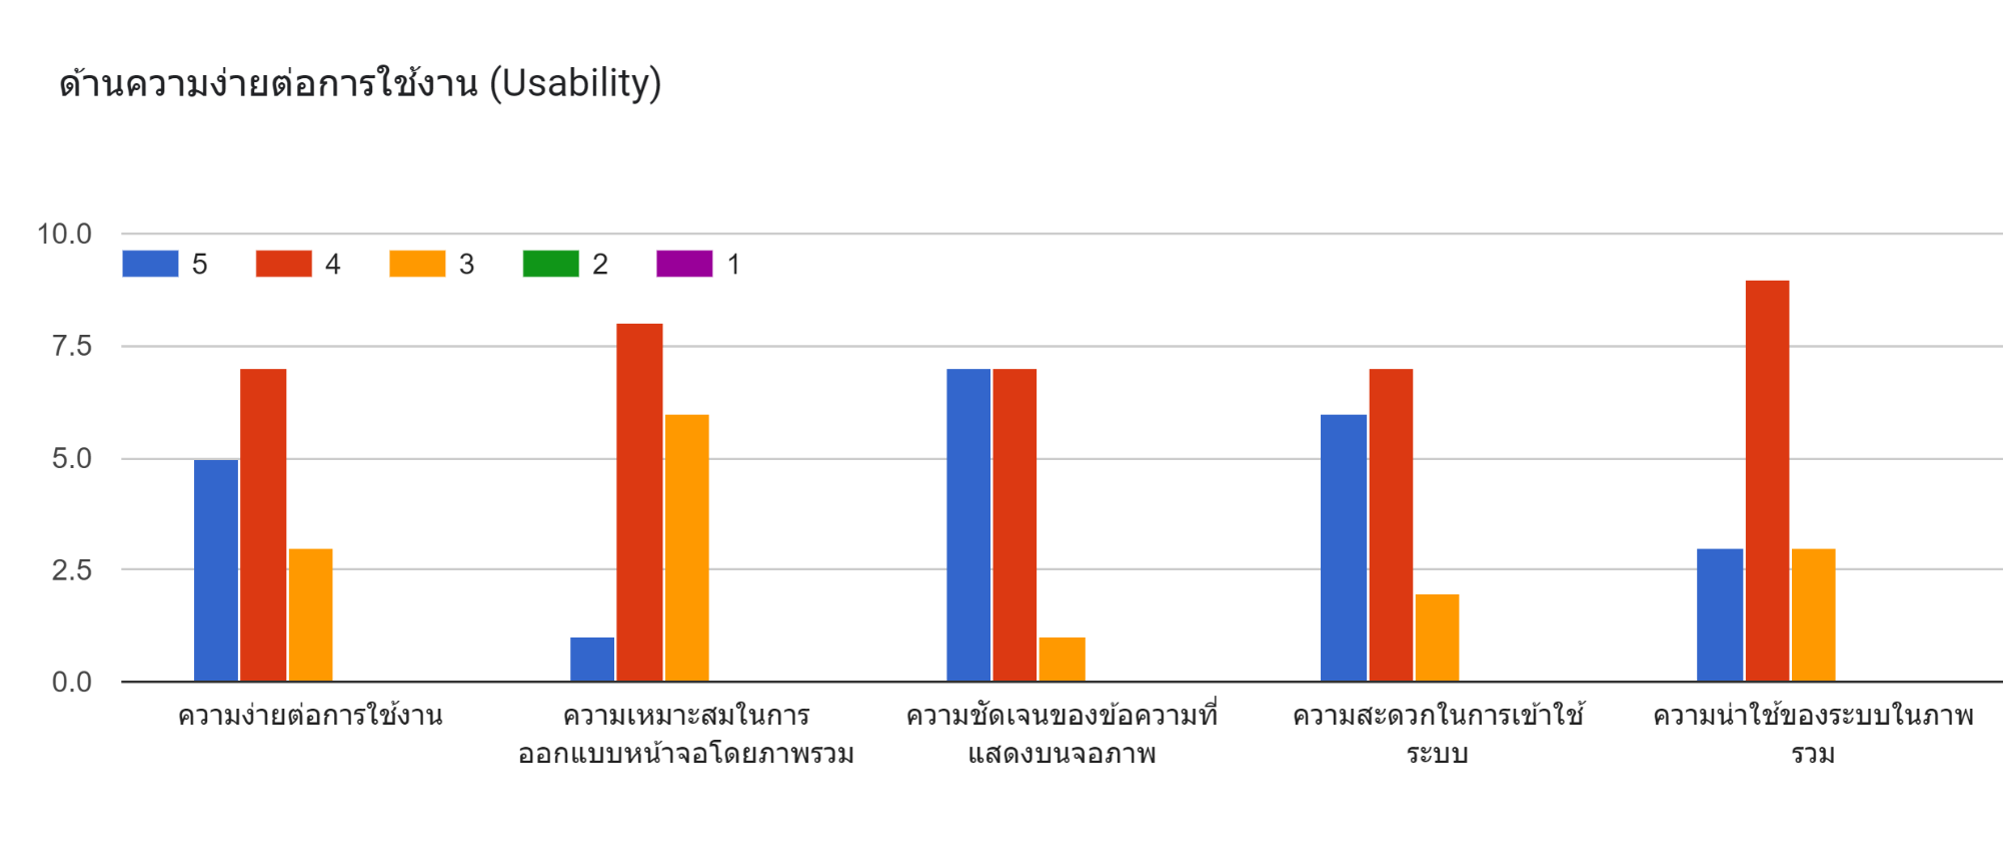 ด้านความง่ายต่อการใช้งาน (Usability)
10.0
5 4 3 2 1
7.5
5.0
2.5
0.0
ความง่ายต่อการใช้งาน
ความเหมาะสมในการ
ออกแบบหน้าจอโดยภาพรวม
ความชัดเจนของข้อความที่
แสดงบนจอภาพ
ความสะดวกในการเข้าใช้
ระบบ
ความน่าใช้ของระบบในภาพ
รวม